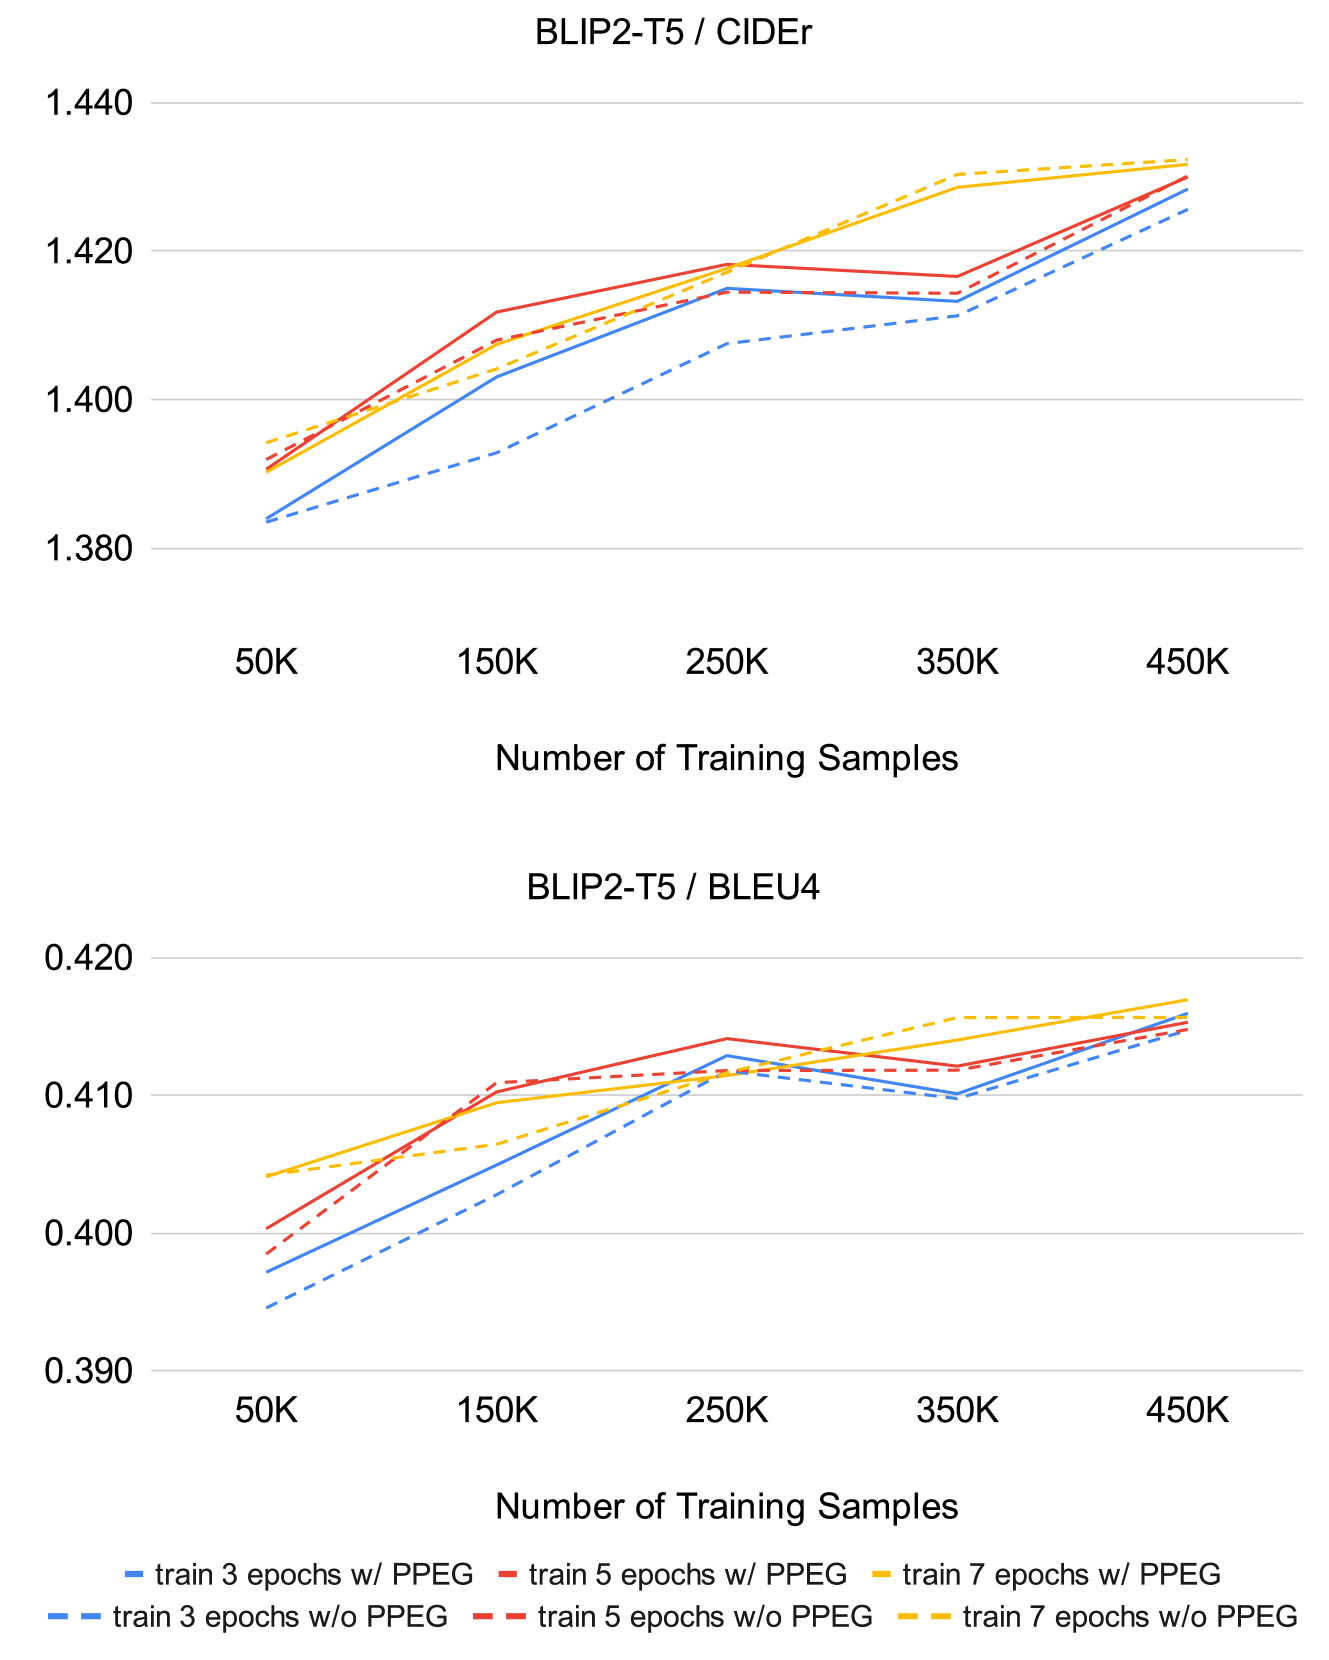 BLIP2-T5 / CIDEr
1.440
1.420
1.400
1.380
50K 150K 250K 350K 450K
Number of Training Samples
BLIP2-T5 / BLEU4
0.420
0.410
0.400
0.390
50K 150K 250K 350K 450K
Number of Training Samples
train 3 epochs w/ PPEG train 5 epochs w/ PPEG train 7 epochs w/ PPEG
train 3 epochs w/o PPEG train 5 epochs w/o PPEG train 7 epochs w/o PPEG